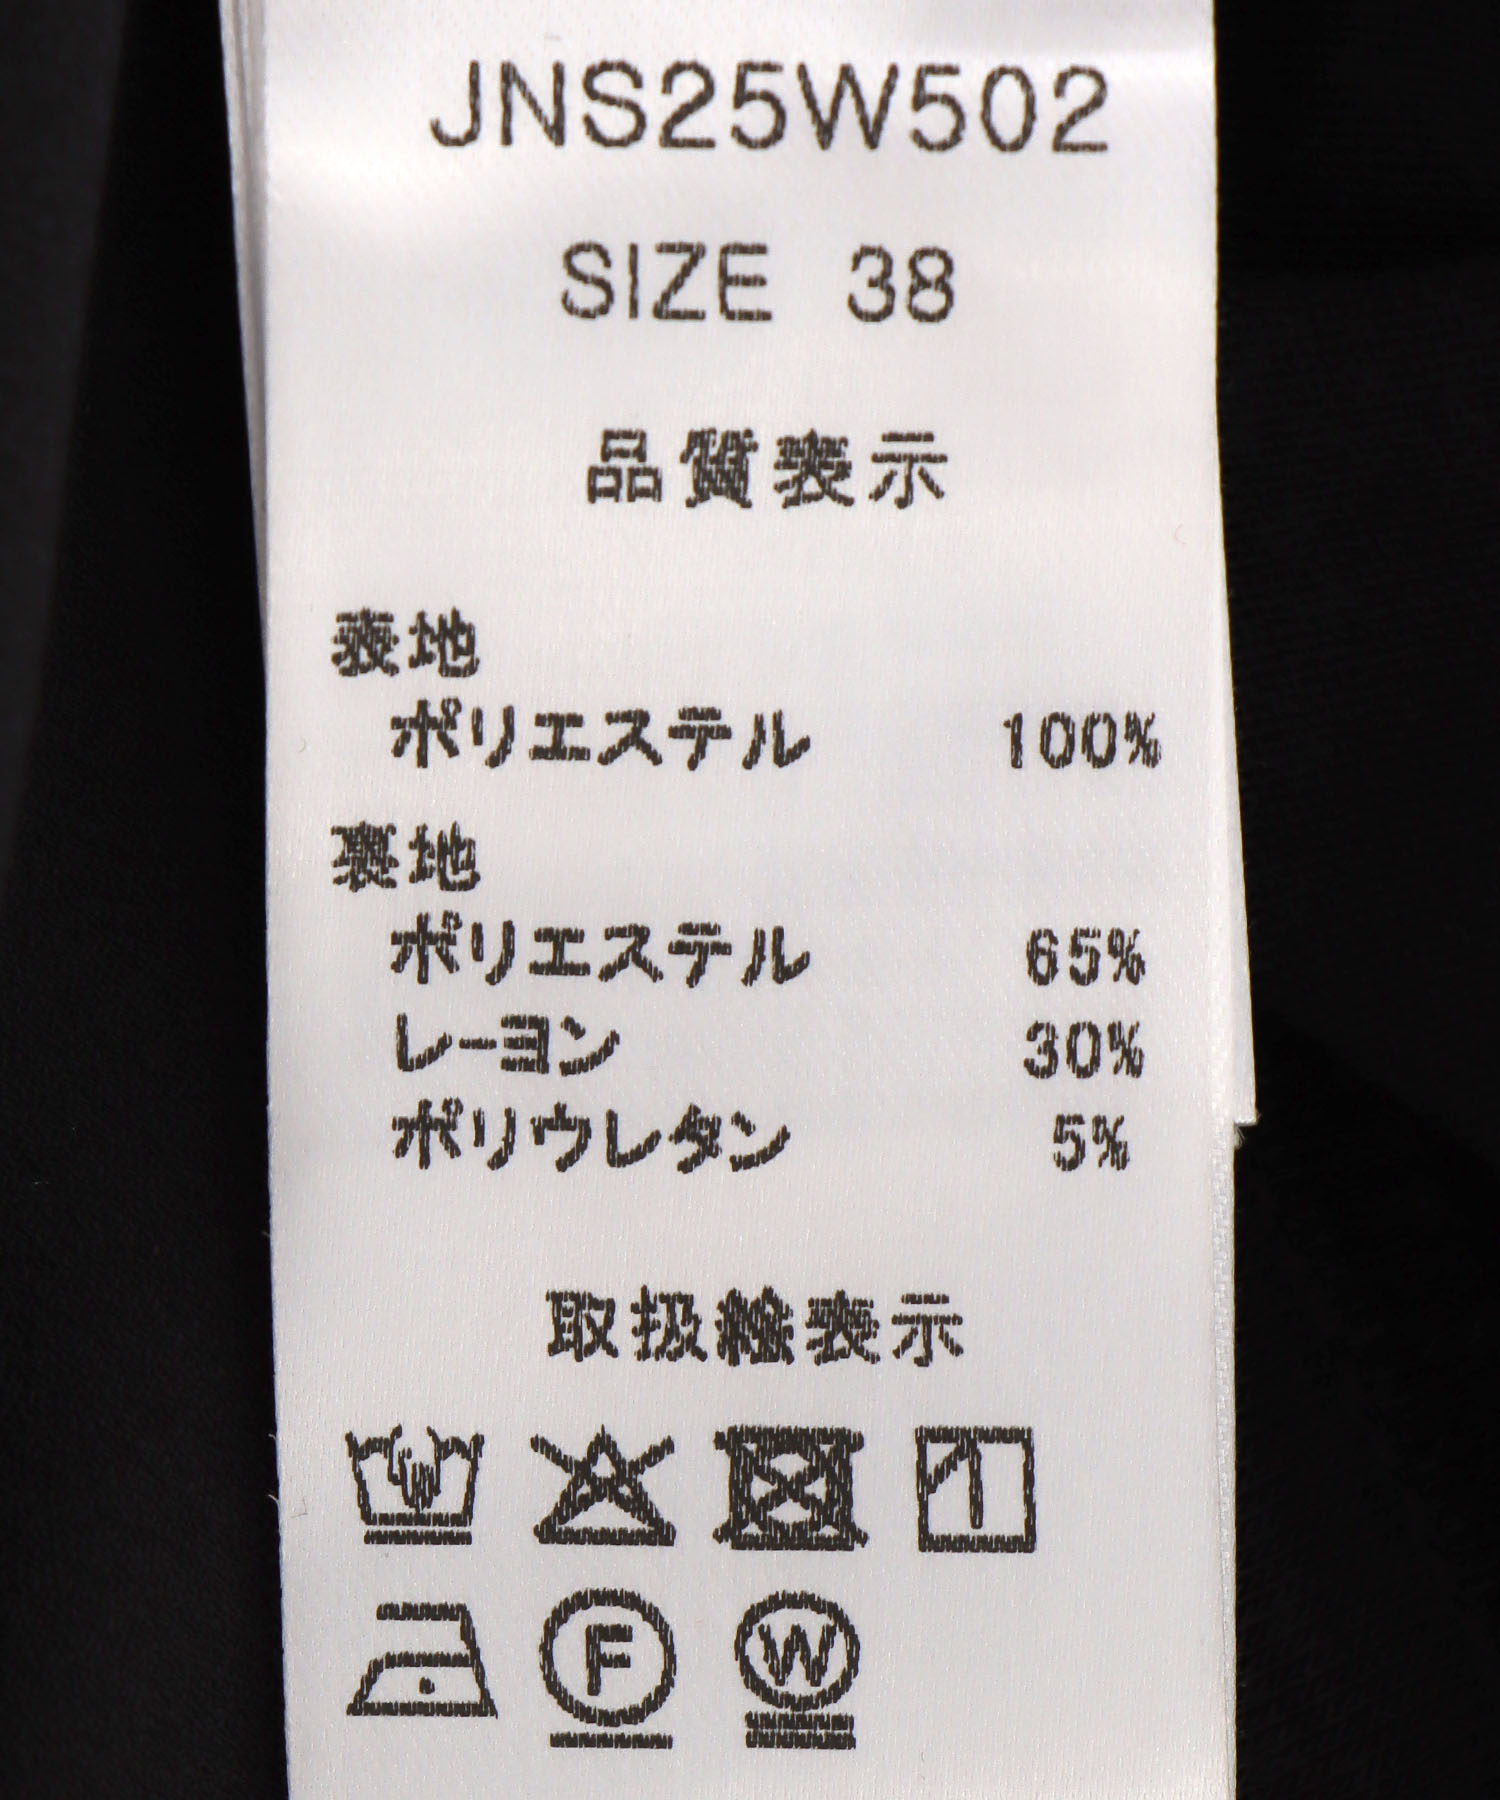 JNS25W502
SIZE 38
品質表示
表地
ポリエステル 100%
裏地
ポリエステル 65%
レーヨン 30%
ポリウレタン 5%
取扱絵表示
F W